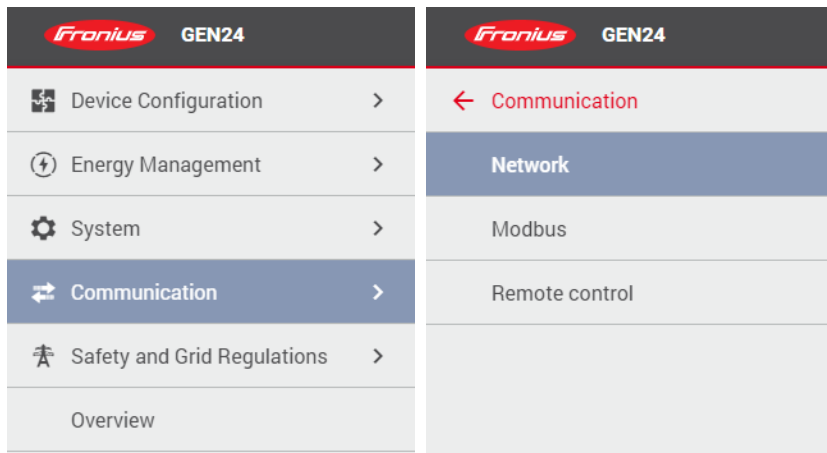 Fronius GEN24
Device Configuration
Energy Management
System
Communication
Safety and Grid Regulations
Overview
Fronius GEN24
Communication
Network
Modbus
Remote control